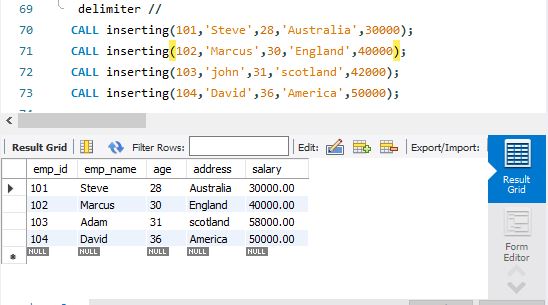 69 delimiter //
70 CALL inserting(101,'Steve',28,'Australia',30000);
71 CALL inserting(102,'Marcus',30,'England',40000);
72 CALL inserting(103,'john',31,'scotland',42000);
73 CALL inserting(104,'David',36,'America',50000);
Result Grid Filter Rows: Edit: Export/Import:
emp_id emp_name age address salary
101 Steve 28 Australia 30000.00
102 Marcus 30 England 40000.00
103 Adam 31 scotland 58000.00
104 David 36 America 50000.00
NULL NULL NULL NULL NULL
Result
Grid
Form
Editor